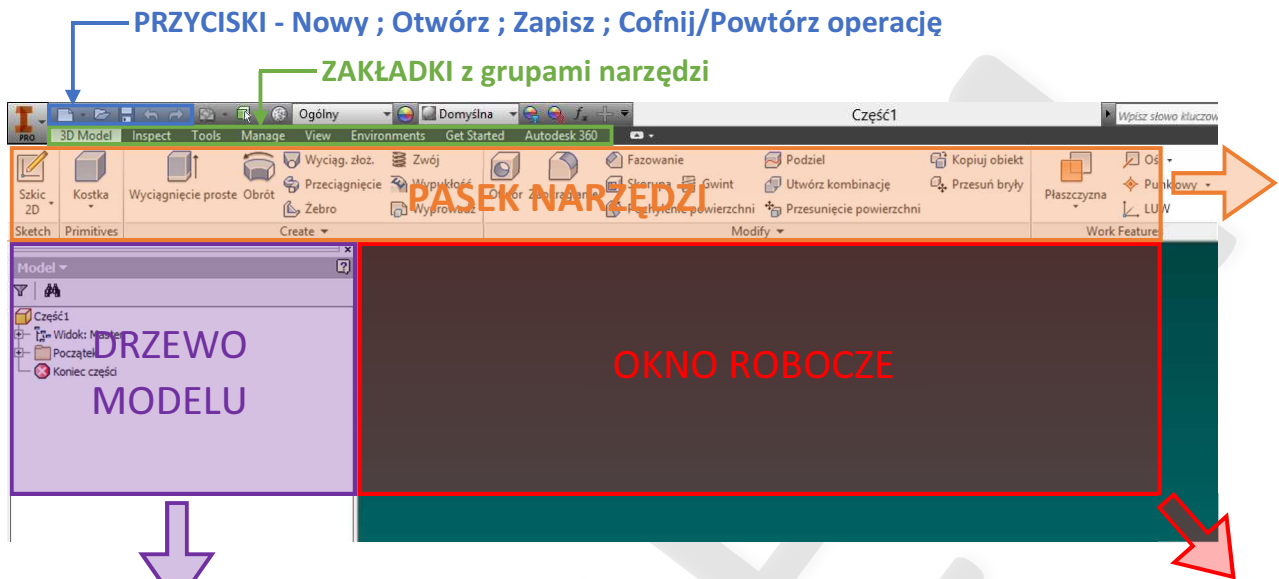 PRZYCISKI - Nowy ; Otwórz ; Zapisz ; Cofnij/Powtórz operację
ZAKŁADKI z grupami narzędzi
PRO
Ogólny
Domyślna
Część1
Wpisz słowo kluczow
3D Model Inspect Tools Manage View Environments Get Started Autodesk 360
Szkic 2D
Kostka
Wyciągnięcie proste
Obrót
Wyciąg. złoż.
Przeciągnięcie
Żebro
Zwój
Wypukłość
Wyprowadź
Otwór
Zaokrąglanie
Fazowanie
Skorupa
Gwint
Pochylenie powierzchni
Podziel
Utwórz kombinację
Przesunięcie powierzchni
Kopiuj obiekt
Przesuń bryły
Płaszczyzna
Oś
Punktowy
LUW
PASEK NARZĘDZI
Sketch Primitives Create Modify Work Features
Model
Część1
Widok: Master
Początek
Koniec części
DRZEWO
MODELU
OKNO ROBOCZE